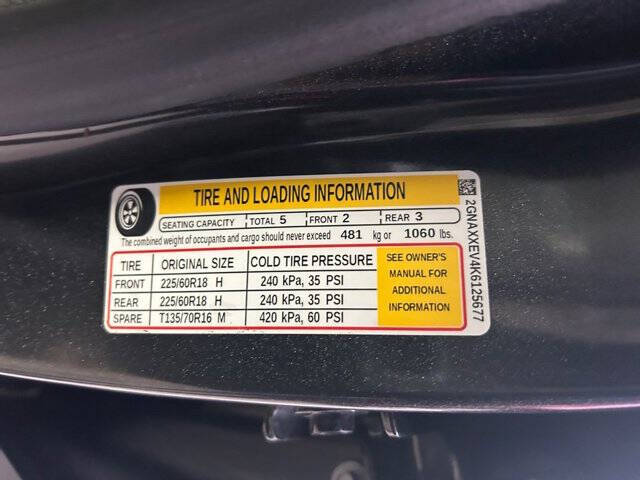 TIRE AND LOADING INFORMATION
SEATING CAPACITY TOTAL 5 FRONT 2 REAR 3
The combined weight of occupants and cargo should never exceed 481 kg or 1060 lbs.
TIRE ORIGINAL SIZE COLD TIRE PRESSURE
FRONT 225/60R18 H 240 kPa, 35 PSI
REAR 225/60R18 H 240 kPa, 35 PSI
SPARE T135/70R16 M 420 kPa, 60 PSI
SEE OWNER'S
MANUAL FOR
ADDITIONAL
INFORMATION
2GNAXXEV4K6125677